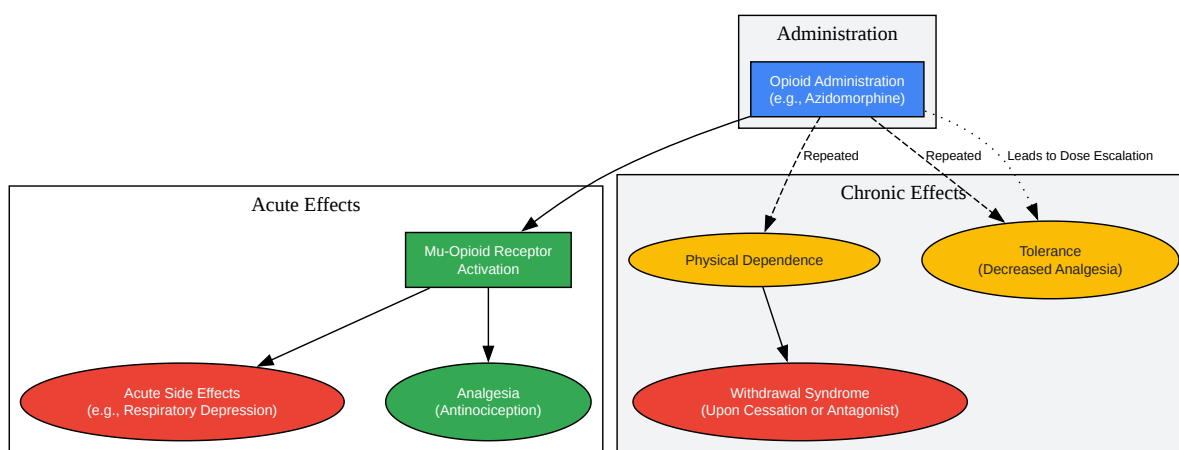 Administration
Opioid Administration
(e.g., Azidomorphine)
Repeated
Repeated
Leads to Dose Escalation
Acute Effects
Chronic Effects
Mu-Opioid Receptor
Activation
Physical Dependence
Tolerance
(Decreased Analgesia)
Acute Side Effects
(e.g., Respiratory Depression)
Analgesia
(Antinociception)
Withdrawal Syndrome
(Upon Cessation or Antagonist)